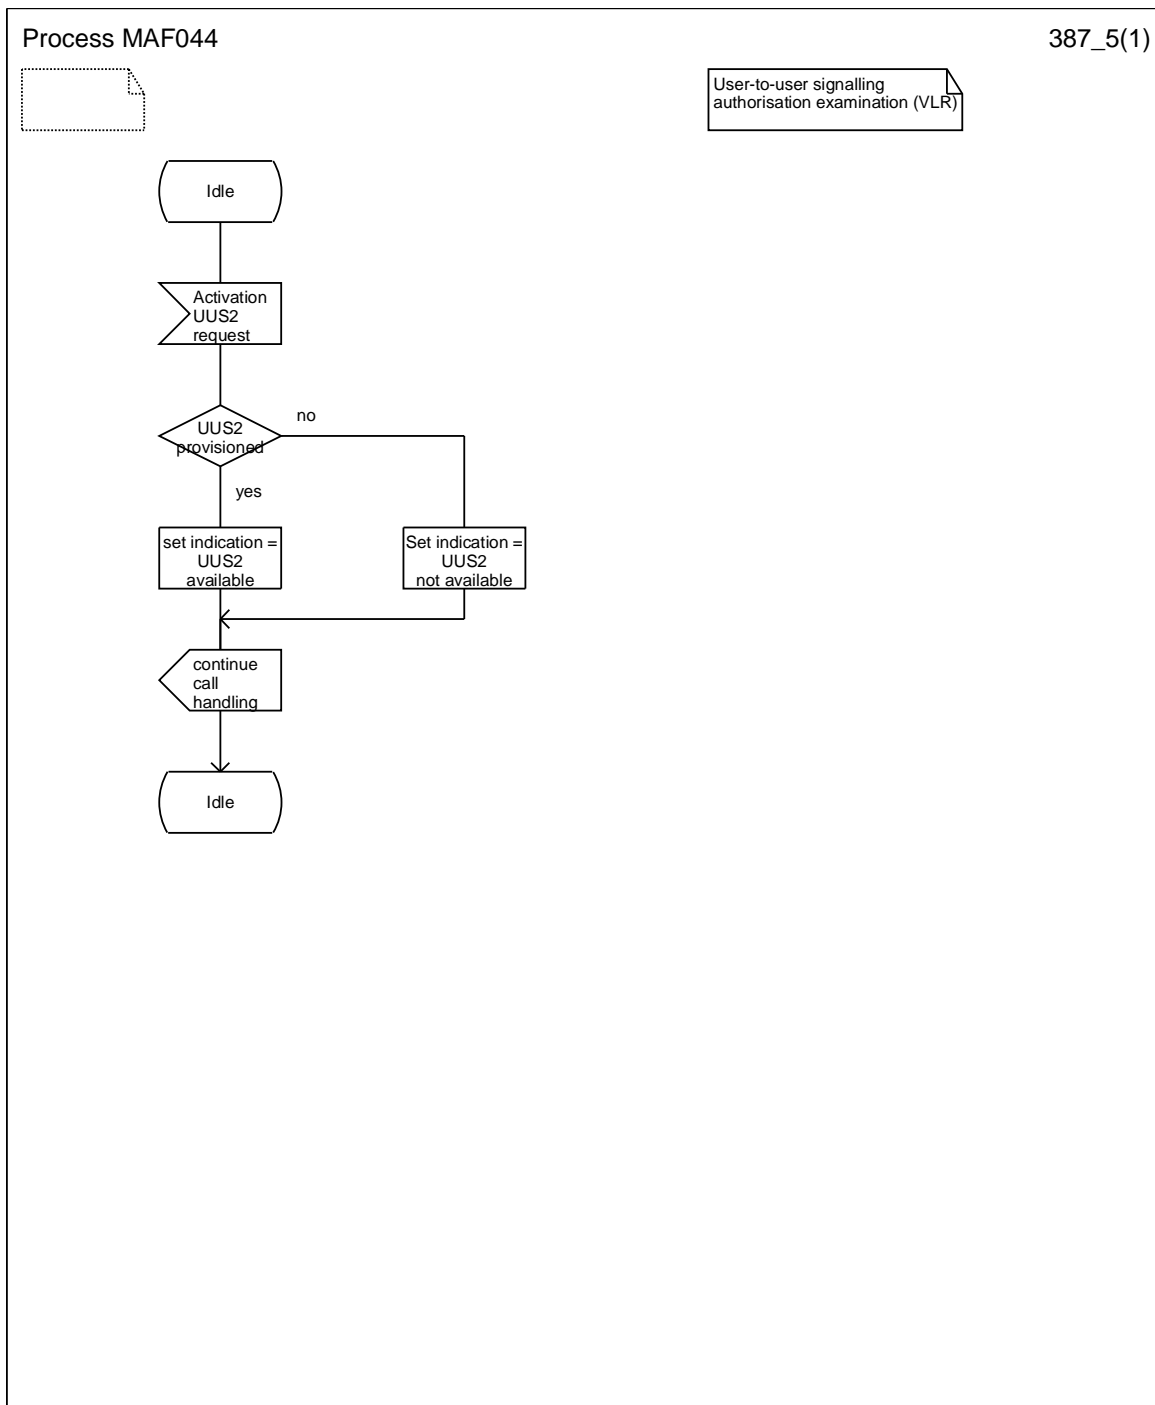 Process MAF044
387_5(1)
User-to-user signalling
authorisation examination (VLR)
Idle
Activation
UUS2
request
UUS2
provisioned
no
yes
set indication =
UUS2
available
Set indication =
UUS2
not available
continue
call
handling
Idle